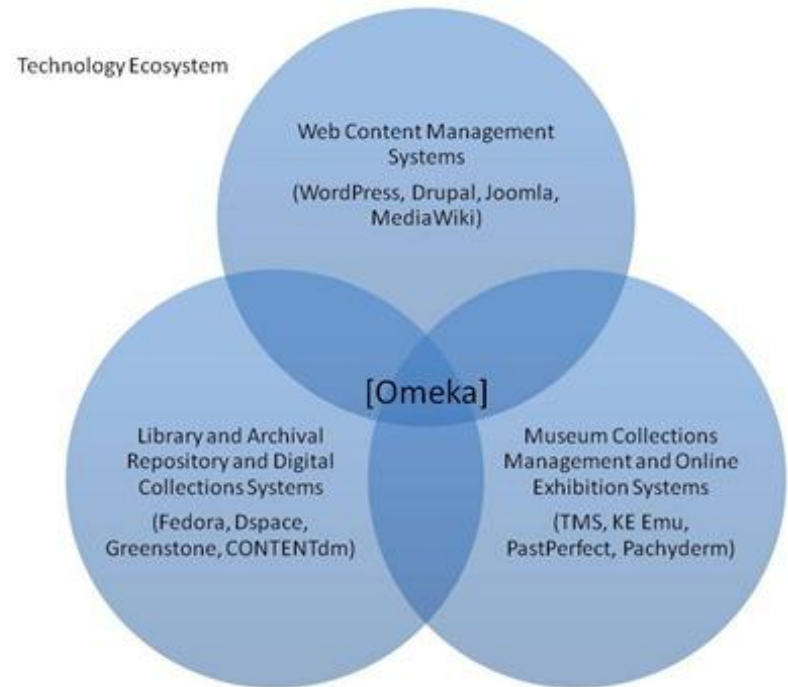 Technology Ecosystem
Web Content Management
Systems
(WordPress, Drupal, Joomla,
MediaWiki)
[Omeka]
Library and Archival
Repository and Digital
Collections Systems
(Fedora, Dspace,
Greenstone, CONTENTdm)
Museum Collections
Management and Online
Exhibition Systems
(TMS, KE Emu,
PastPerfect, Pachyderm)